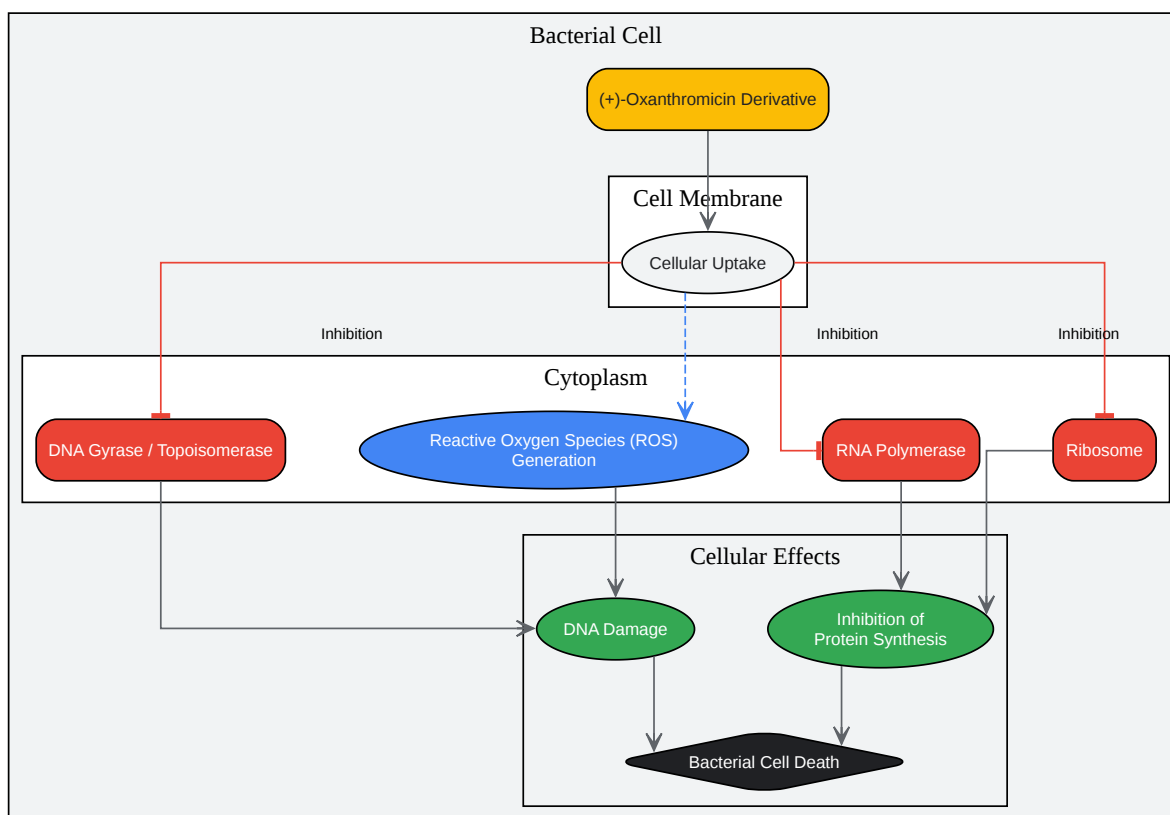 Bacterial Cell
(+)-Oxanthromicin Derivative
Cell Membrane
Cellular Uptake
Inhibition
Inhibition
Inhibition
Cytoplasm
DNA Gyrase / Topoisomerase
Reactive Oxygen Species (ROS)
Generation
RNA Polymerase
Ribosome
Cellular Effects
DNA Damage
Inhibition of
Protein Synthesis
Bacterial Cell Death